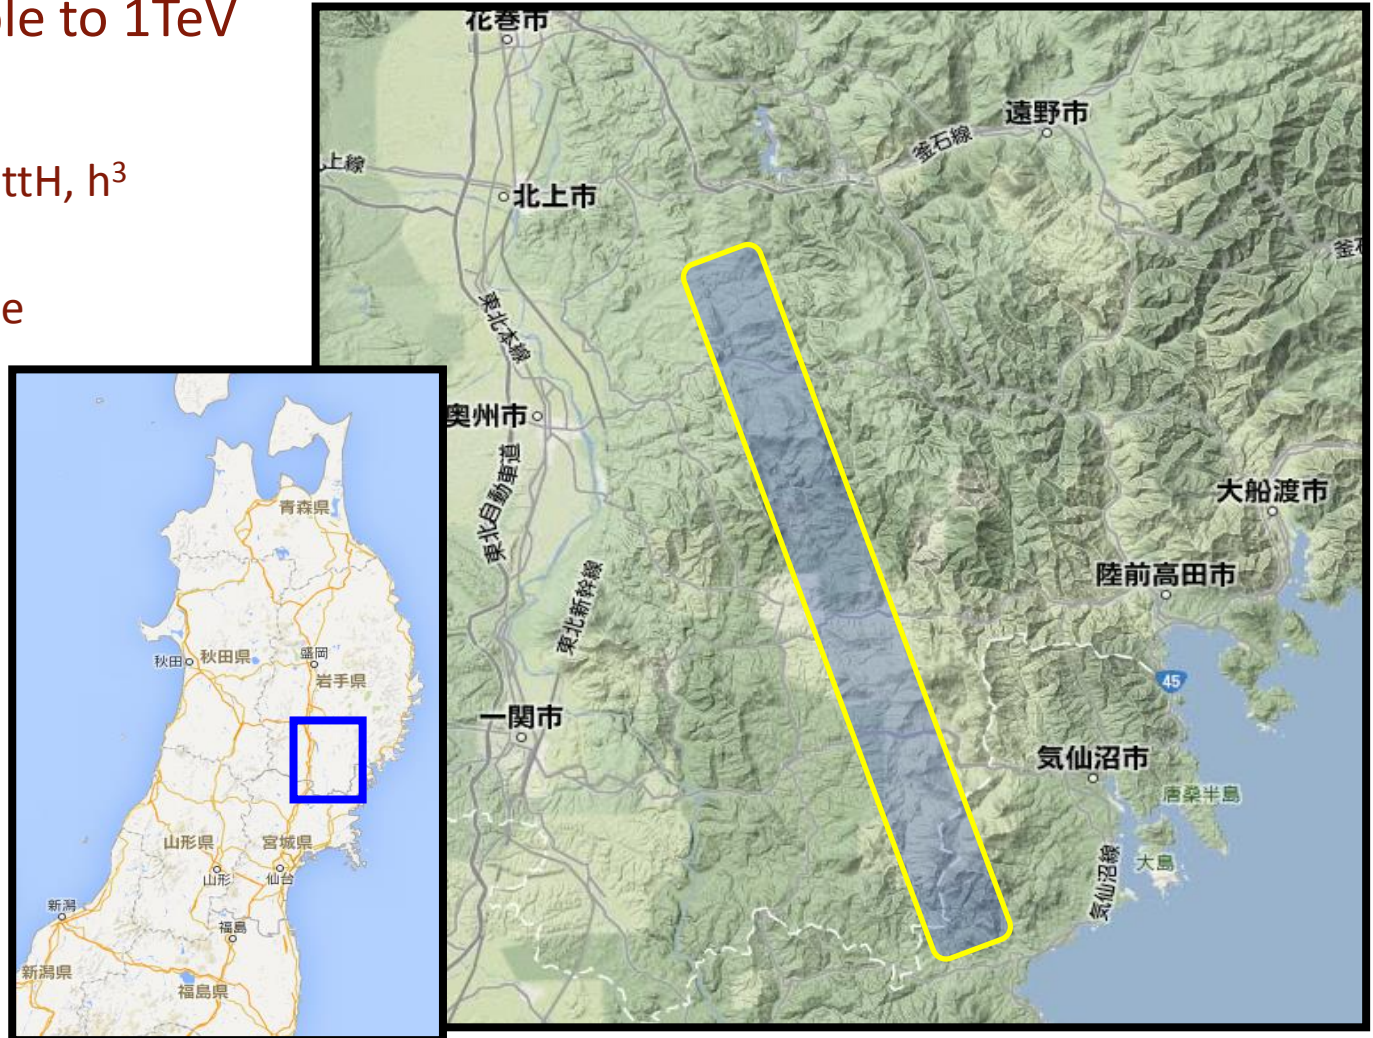 ole to 1TeV
ttH, h³
e
花巻市
遠野市
釜石線
上線
北上市
釜石
東北本線
奥州市
東北自動車道
大船渡市
陸前高田市
東北新幹線
45
一関市
気仙沼市
唐桑半島
大島
気仙沼線
青森県
秋田
秋田県
盛岡
岩手県
山形県
宮城県
山形
仙台
新潟
福島
新潟県
福島県